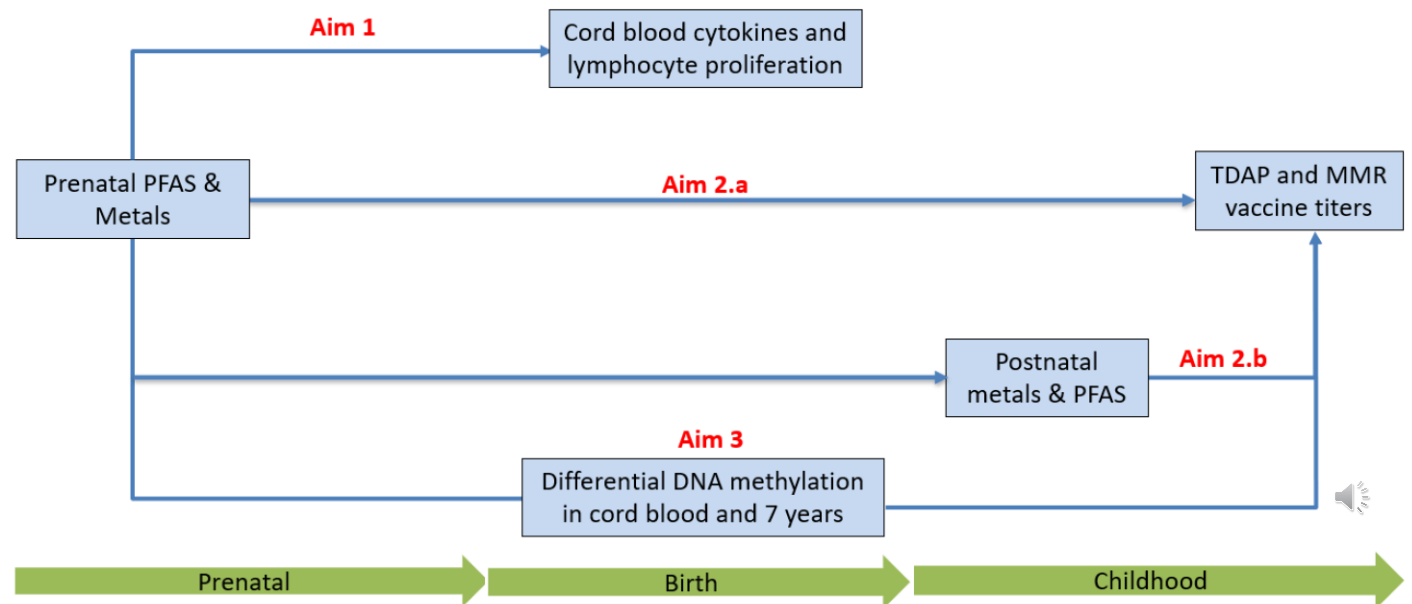 Aim 1
Cord blood cytokines and
lymphocyte proliferation
Prenatal PFAS &
Metals
Aim 2.a
TDAP and MMR
vaccine titers
Postnatal
metals & PFAS
Aim 2.b
Aim 3
Differential DNA methylation
in cord blood and 7 years
Prenatal
Birth
Childhood